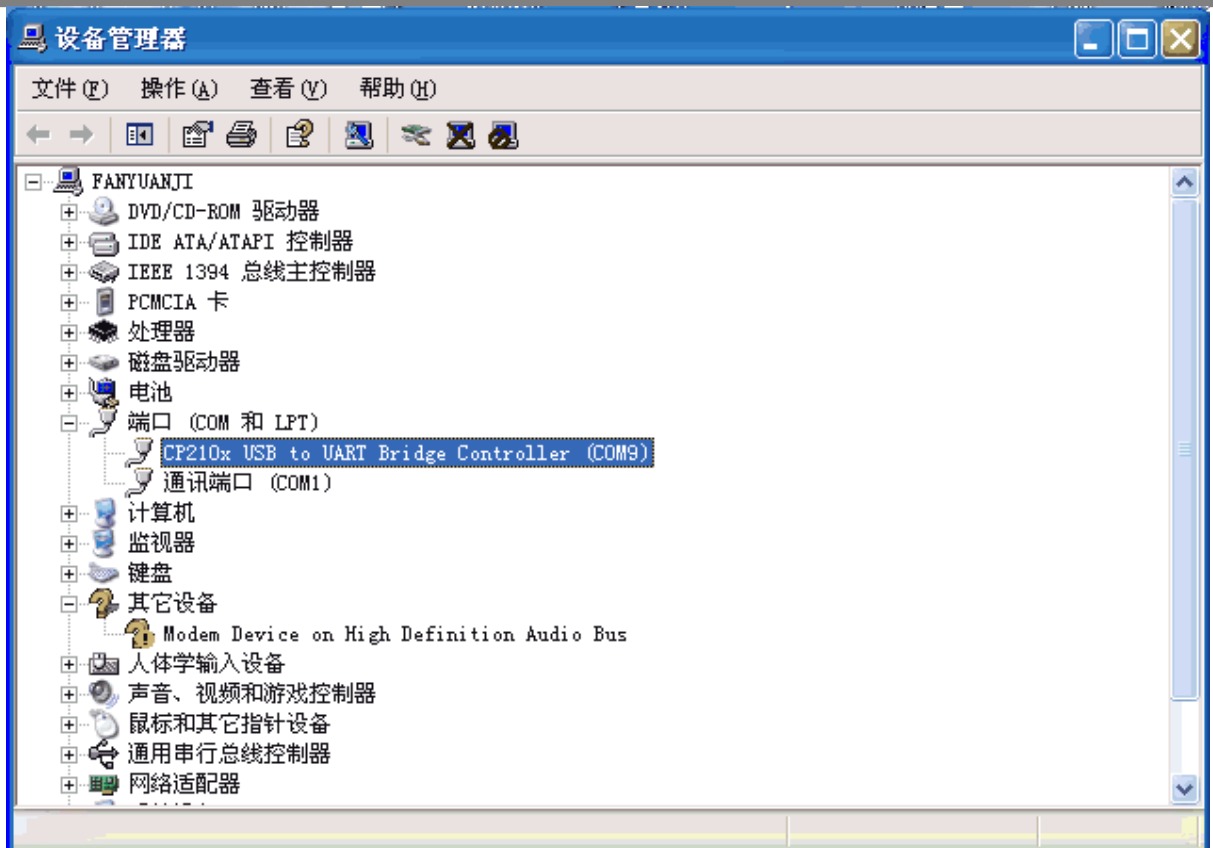 设备管理器
文件(F) 操作(A) 查看(V) 帮助(H)
FANYUANJI
DVD/CD-ROM 驱动器
IDE ATA/ATAPI 控制器
IEEE 1394 总线主控制器
PCMCIA 卡
处理器
磁盘驱动器
电池
端口 (COM 和 LPT)
CP210x USB to UART Bridge Controller (COM9)
通讯端口 (COM1)
计算机
监视器
键盘
其它设备
Modem Device on High Definition Audio Bus
人体学输入设备
声音、视频和游戏控制器
鼠标和其它指针设备
通用串行总线控制器
网络适配器